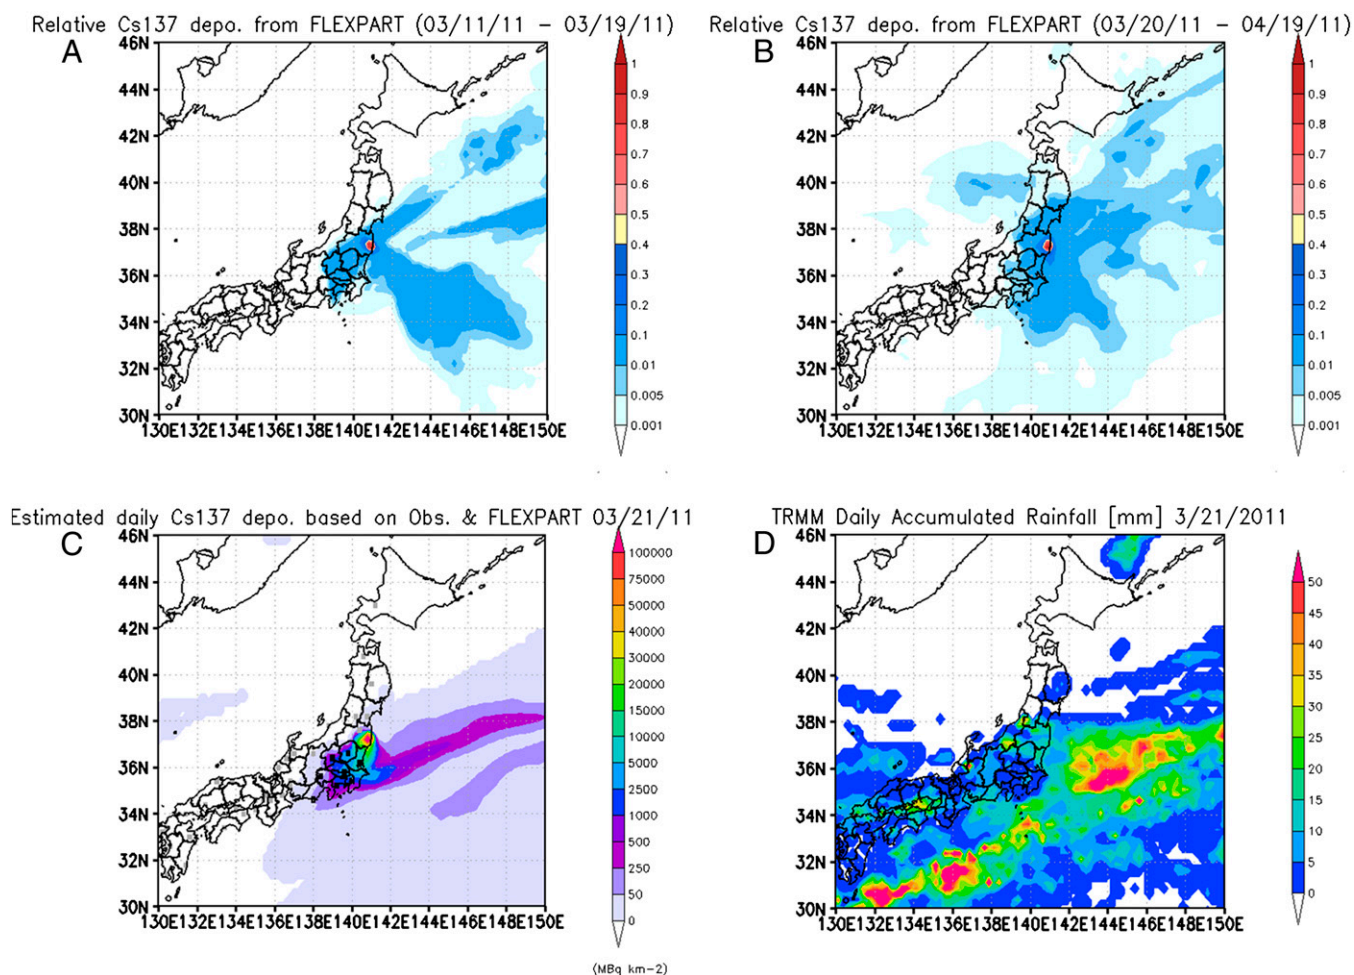 Relative Cs137 depo. from FLEXPART (03/11/11 – 03/19/11)
A
46N
44N
42N
40N
38N
36N
34N
32N
30N
130E132E134E136E138E140E142E144E146E148E150E
1
0.9
0.8
0.7
0.6
0.5
0.4
0.3
0.2
0.1
0.01
0.005
0.001
Relative Cs137 depo. from FLEXPART (03/20/11 – 04/19/11)
B
46N
44N
42N
40N
38N
36N
34N
32N
30N
130E132E134E136E138E140E142E144E146E148E150E
1
0.9
0.8
0.7
0.6
0.5
0.4
0.3
0.2
0.1
0.01
0.005
0.001
Estimated daily Cs137 depo. based on Obs. & FLEXPART 03/21/11
C
46N
44N
42N
40N
38N
36N
34N
32N
30N
130E132E134E136E138E140E142E144E146E148E150E
100000
75000
50000
40000
30000
20000
15000
10000
5000
2500
1000
500
250
50
0
(MBq km-2)
TRMM Daily Accumulated Rainfall [mm] 3/21/2011
D
46N
44N
42N
40N
38N
36N
34N
32N
30N
130E132E134E136E138E140E142E144E146E148E150E
50
45
40
35
30
25
20
15
10
5
0